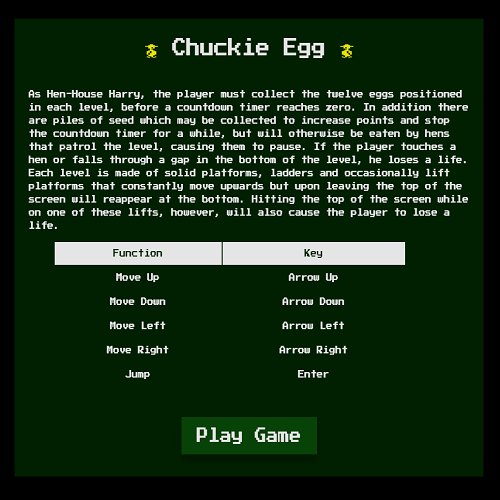 Chuckie Egg
As Hen-House Harry, the player must collect the twelve eggs positioned
in each level, before a countdown timer reaches zero. In addition there
are piles of seed which may be collected to increase points and stop
the countdown timer for a while, but will otherwise be eaten by hens
that patrol the level, causing them to pause. If the player touches a
hen or falls through a gap in the bottom of the level, he loses a life.
Each level is made of solid platforms, ladders and occasionally lift
platforms that constantly move upwards but upon leaving the top of the
screen will reappear at the bottom. Hitting the top of the screen while
on one of these lifts, however, will also cause the player to lose a
life.
Function Key
Move Up Arrow Up
Move Down Arrow Down
Move Left Arrow Left
Move Right Arrow Right
Jump Enter
Play Game